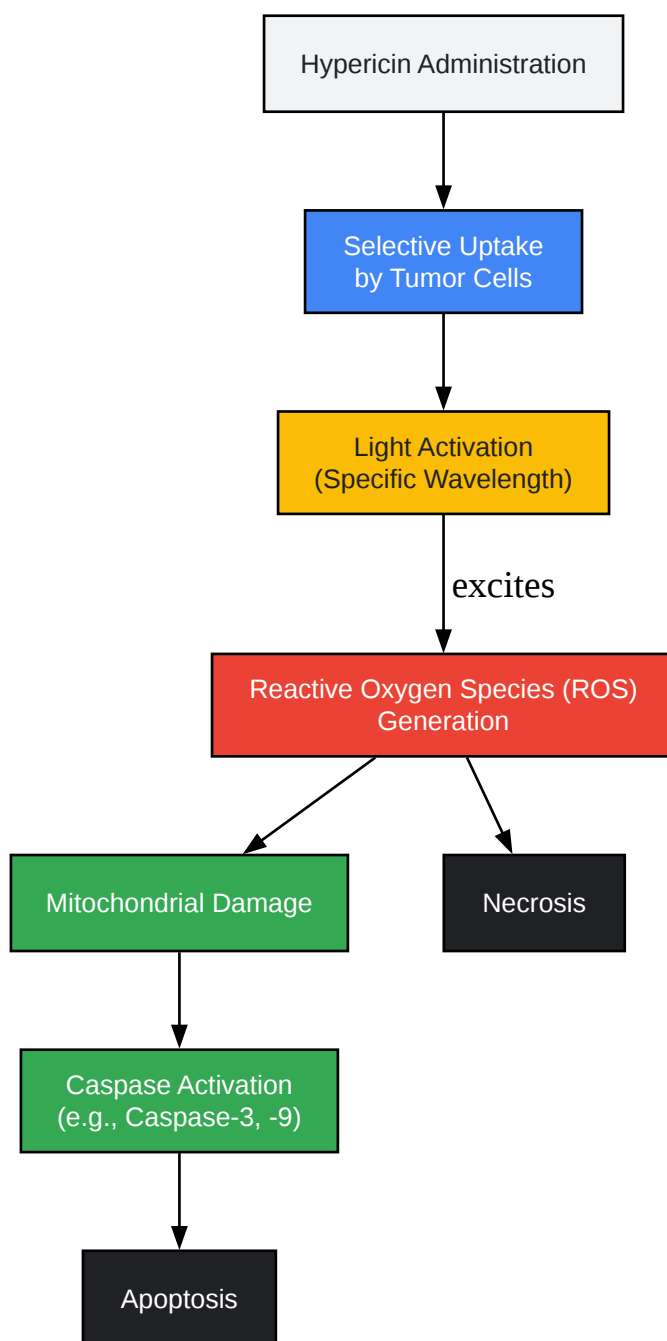 Hypericin Administration
Selective Uptake
by Tumor Cells
Light Activation
(Specific Wavelength)
excites
Reactive Oxygen Species (ROS)
Generation
Mitochondrial Damage
Necrosis
Caspase Activation
(e.g., Caspase-3, -9)
Apoptosis